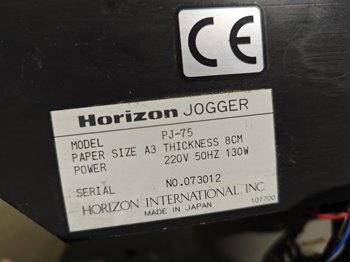 CE
Horizon JOGGER
MODEL PJ-75
PAPER SIZE A3 THICKNESS 8CM
POWER 220V 50HZ 130W
SERIAL NO.073012
HORIZON INTERNATIONAL INC.
MADE IN JAPAN
107700